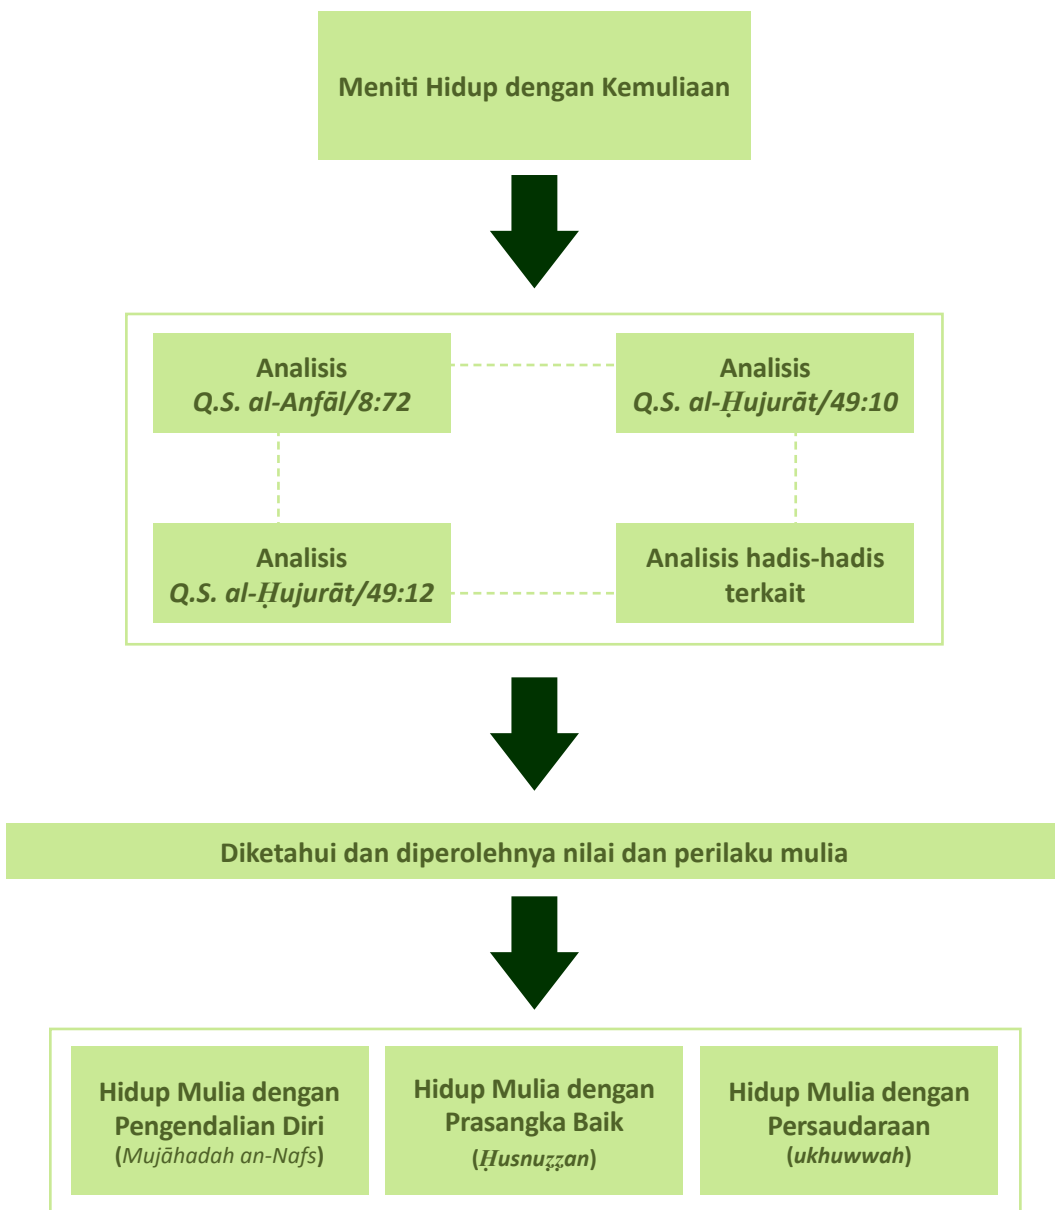 Meniti Hidup dengan Kemuliaan
Analisis
Q.S. al-Anfāl/8:72
Analisis
Q.S. al-Ḥujurāt/49:10
Analisis
Q.S. al-Ḥujurāt/49:12
Analisis hadis-hadis
terkait
Diketahui dan diperolehnya nilai dan perilaku mulia
Hidup Mulia dengan
Pengendalian Diri
(Mujāhadah an-Nafs)
Hidup Mulia dengan
Prasangka Baik
(Ḥusnuẓẓan)
Hidup Mulia dengan
Persaudaraan
(ukhuwwah)